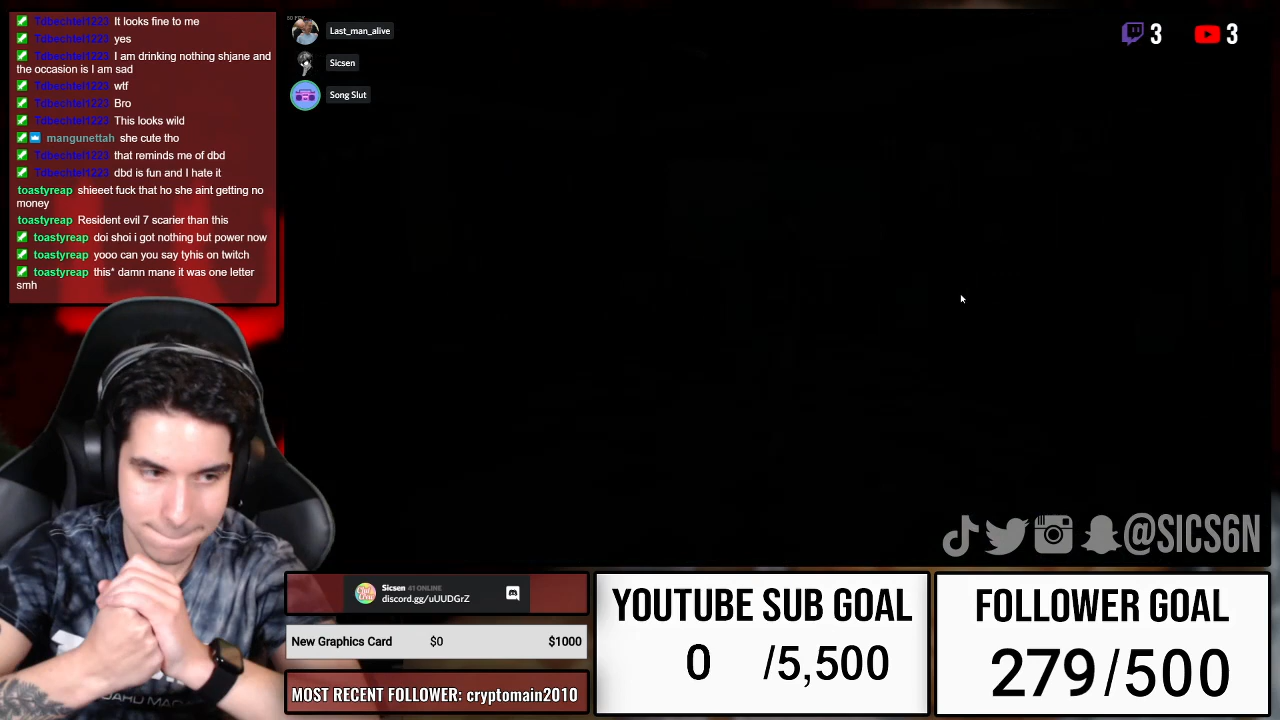 Tdbechtel1223 It looks fine to me
Tdbechtel1223 yes
Tdbechtel1223 I am drinking nothing shjane and
the occasion is I am sad
Tdbechtel1223 wtf
Tdbechtel1223 Bro
Tdbechtel1223 This looks wild
mangunettah she cute tho
Tdbechtel1223 that reminds me of dbd
Tdbechtel1223 dbd is fun and I hate it
toastyreap shieeet fuck that ho she aint getting no
money
toastyreap Resident evil 7 scarier than this
toastyreap doi shoi i got nothing but power now
toastyreap yooo can you say tyhis on twitch
toastyreap this* damn mane it was one letter
smh
Last_man_alive
Sicsen
Song Slut
3 3
@SICS6N
Sicsen 41 ONLINE
discord.gg/uUUDGrZ
New Graphics Card $0 $1000
MOST RECENT FOLLOWER: cryptomain2010
YOUTUBE SUB GOAL
0 /5,500
FOLLOWER GOAL
279/500